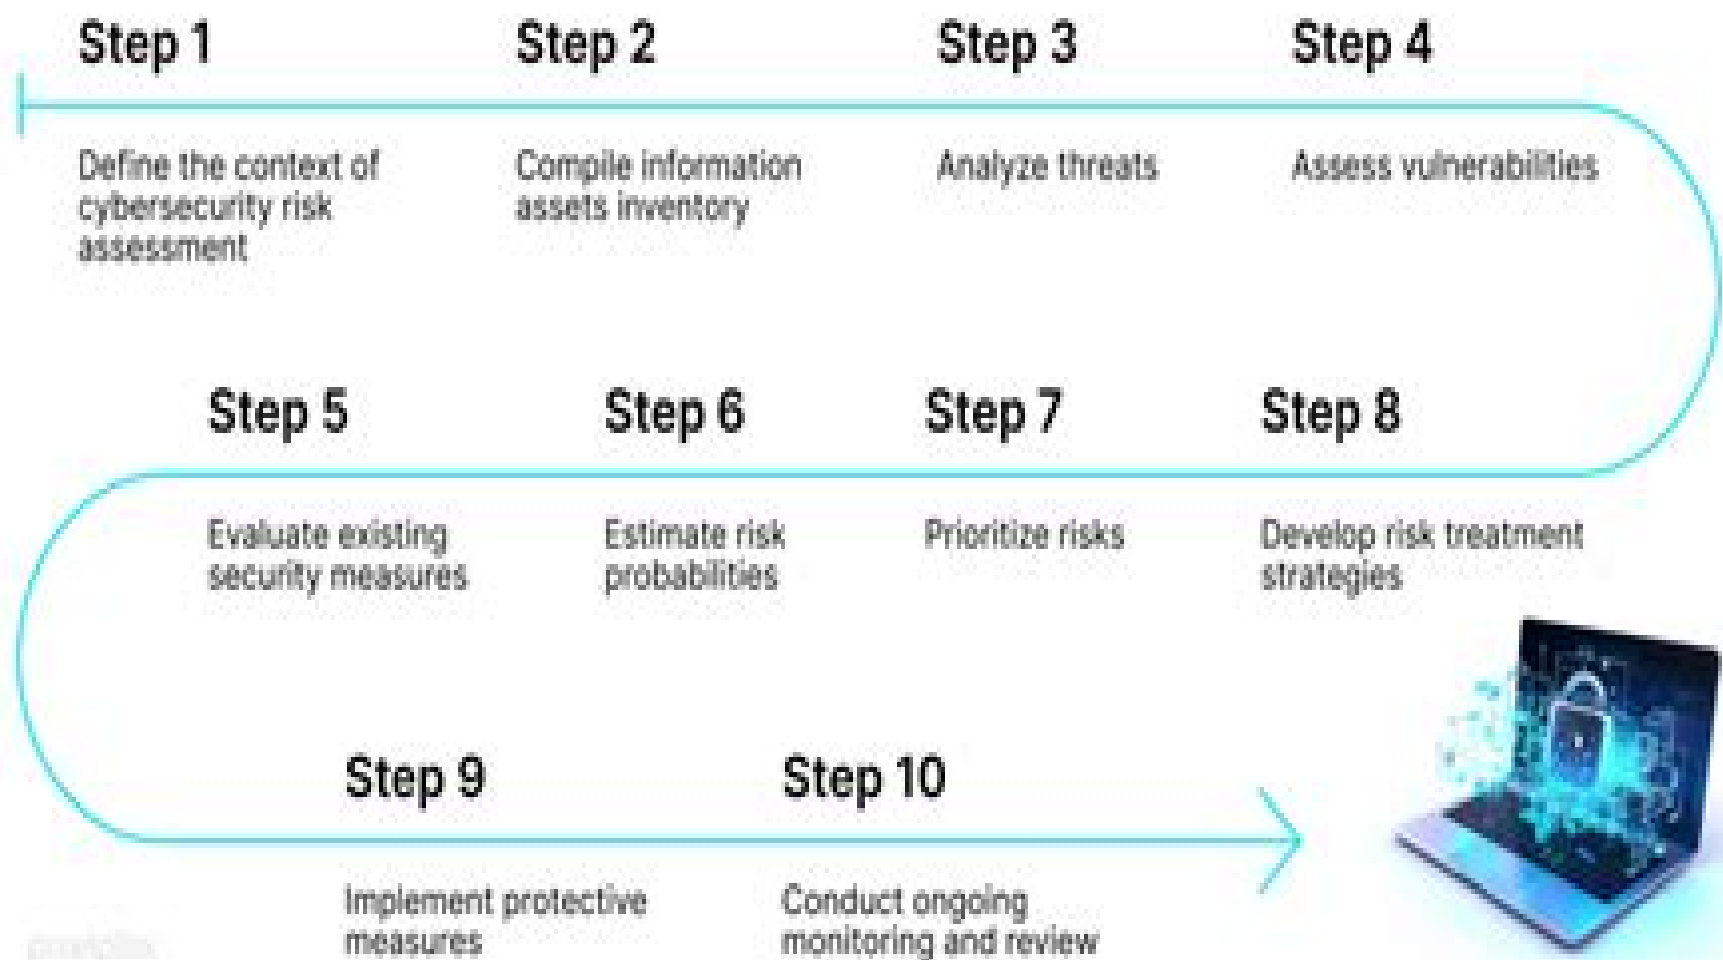 Step 1
Step 2
Step 3
Step 4
Define the context of
cybersecurity risk
assessment
Compile information
assets inventory
Analyze threats
Assess vulnerabilities
Step 5
Step 6
Step 7
Step 8
Evaluate existing
security measures
Estimate risk
probabilities
Prioritize risks
Develop risk treatment
strategies
Step 9
Step 10
Implement protective
measures
Conduct ongoing
monitoring and review